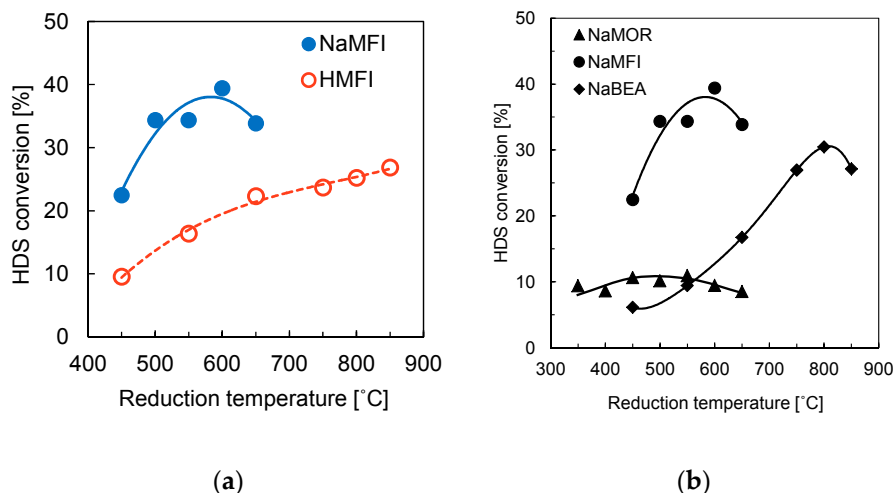 50
40
30
20
10
0
HDS conversion [%]
NaMFI
HMFI
400 500 600 700 800 900
Reduction temperature [˚C]
(a)
50
40
30
20
10
0
HDS conversion [%]
NaMOR
NaMFI
NaBEA
300 400 500 600 700 800 900
Reduction temperature [˚C]
(b)